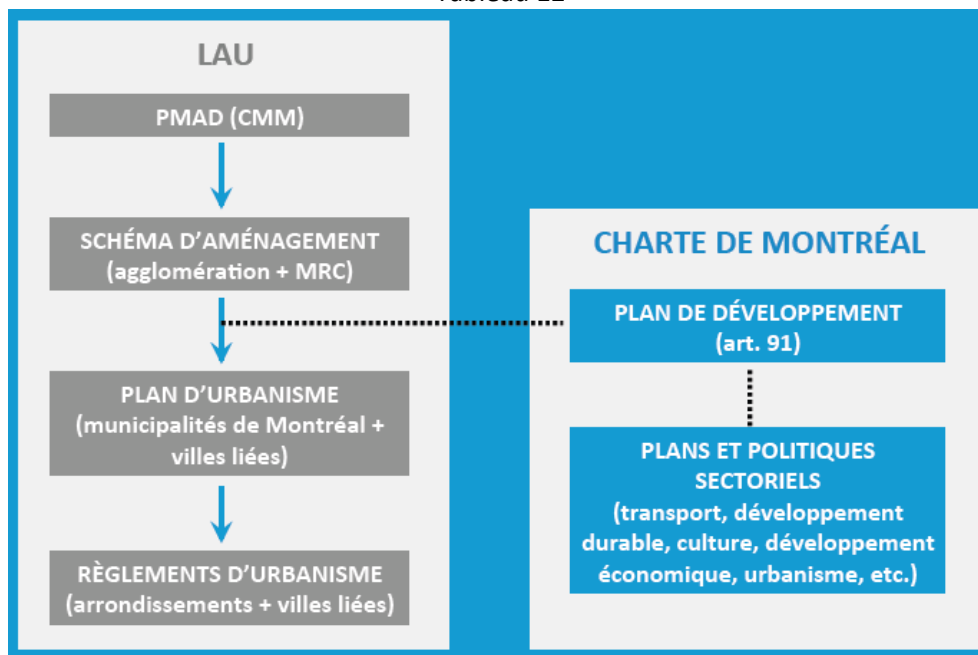 LAU
PMAD (CMM)
SCHÉMA D'AMÉNAGEMENT
(agglomération + MRC)
PLAN D'URBANISME
(municipalités de Montréal +
villes liées)
RÈGLEMENTS D'URBANISME
(arrondissements + villes liées)
CHARTE DE MONTRÉAL
PLAN DE DÉVELOPPEMENT
(art. 91)
PLANS ET POLITIQUES
SECTORIELS
(transport, développement
durable, culture, développement
économique, urbanisme, etc.)